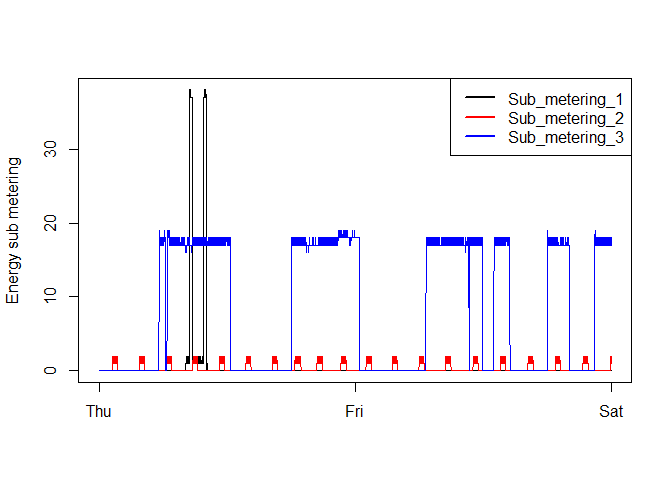 Sub_metering_1
Sub_metering_2
Sub_metering_3
Energy sub metering
30
20
10
0
Thu Fri Sat